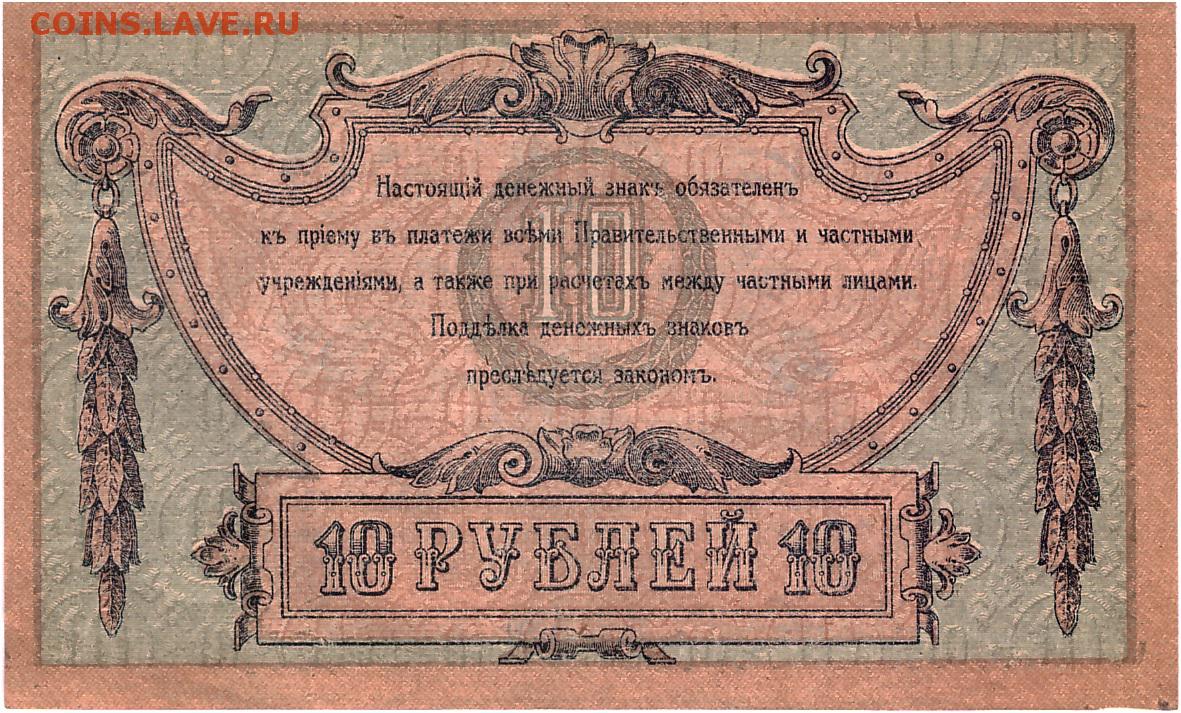 COINS.LAVE.RU
Настоящій денежный знакъ обязателенъ
къ пріему въ платежи всѣми Правительственными и частными
учрежденіями, а также при расчетахъ между частными лицами.
10
Поддѣлка денежныхъ знаковъ
преслѣдуется закономъ.
10 РУБЛЕЙ 10